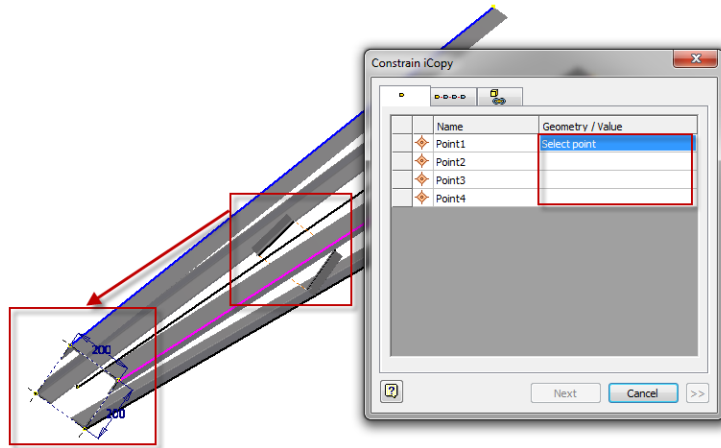 Constrain iCopy
Name Geometry / Value
Point1 Select point
Point2
Point3
Point4
200
200
Next Cancel >>